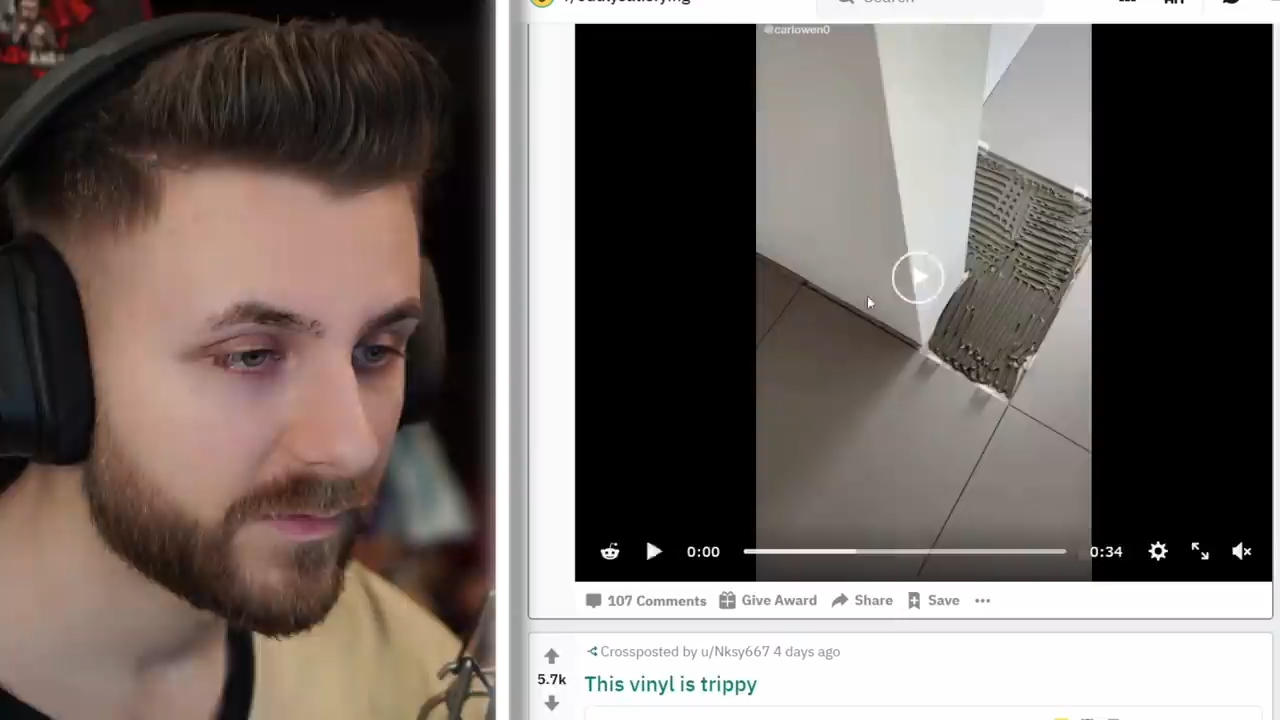 @carlowen0
0:00
0:34
107 Comments
Give Award
Share
Save
Crossposted by u/Nksy667 4 days ago
5.7k
This vinyl is trippy